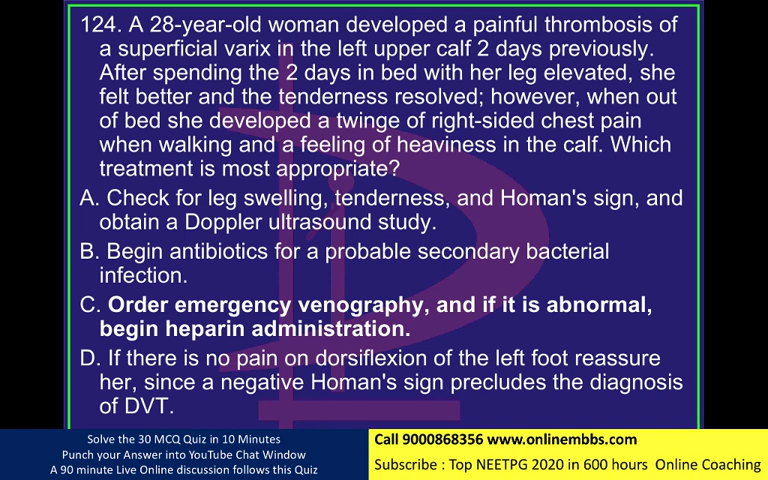 124. A 28-year-old woman developed a painful thrombosis of
a superficial varix in the left upper calf 2 days previously.
After spending the 2 days in bed with her leg elevated, she
felt better and the tenderness resolved; however, when out
of bed she developed a twinge of right-sided chest pain
when walking and a feeling of heaviness in the calf. Which
treatment is most appropriate?
A. Check for leg swelling, tenderness, and Homan's sign, and
obtain a Doppler ultrasound study.
B. Begin antibiotics for a probable secondary bacterial
infection.
C. Order emergency venography, and if it is abnormal,
begin heparin administration.
D. If there is no pain on dorsiflexion of the left foot reassure
her, since a negative Homan's sign precludes the diagnosis
of DVT.
Solve the 30 MCQ Quiz in 10 Minutes
Punch your Answer into YouTube Chat Window
A 90 minute Live Online discussion follows this Quiz
Call 9000868356 www.onlinembbs.com
Subscribe : Top NEETPG 2020 in 600 hours Online Coaching